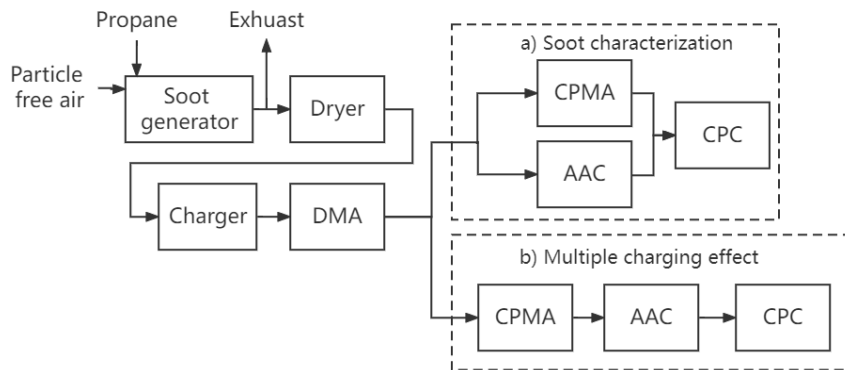 Propane
Exhuast
Particle
free air
Soot
generator
Dryer
Charger
DMA
a) Soot characterization
CPMA
AAC
CPC
b) Multiple charging effect
CPMA
AAC
CPC